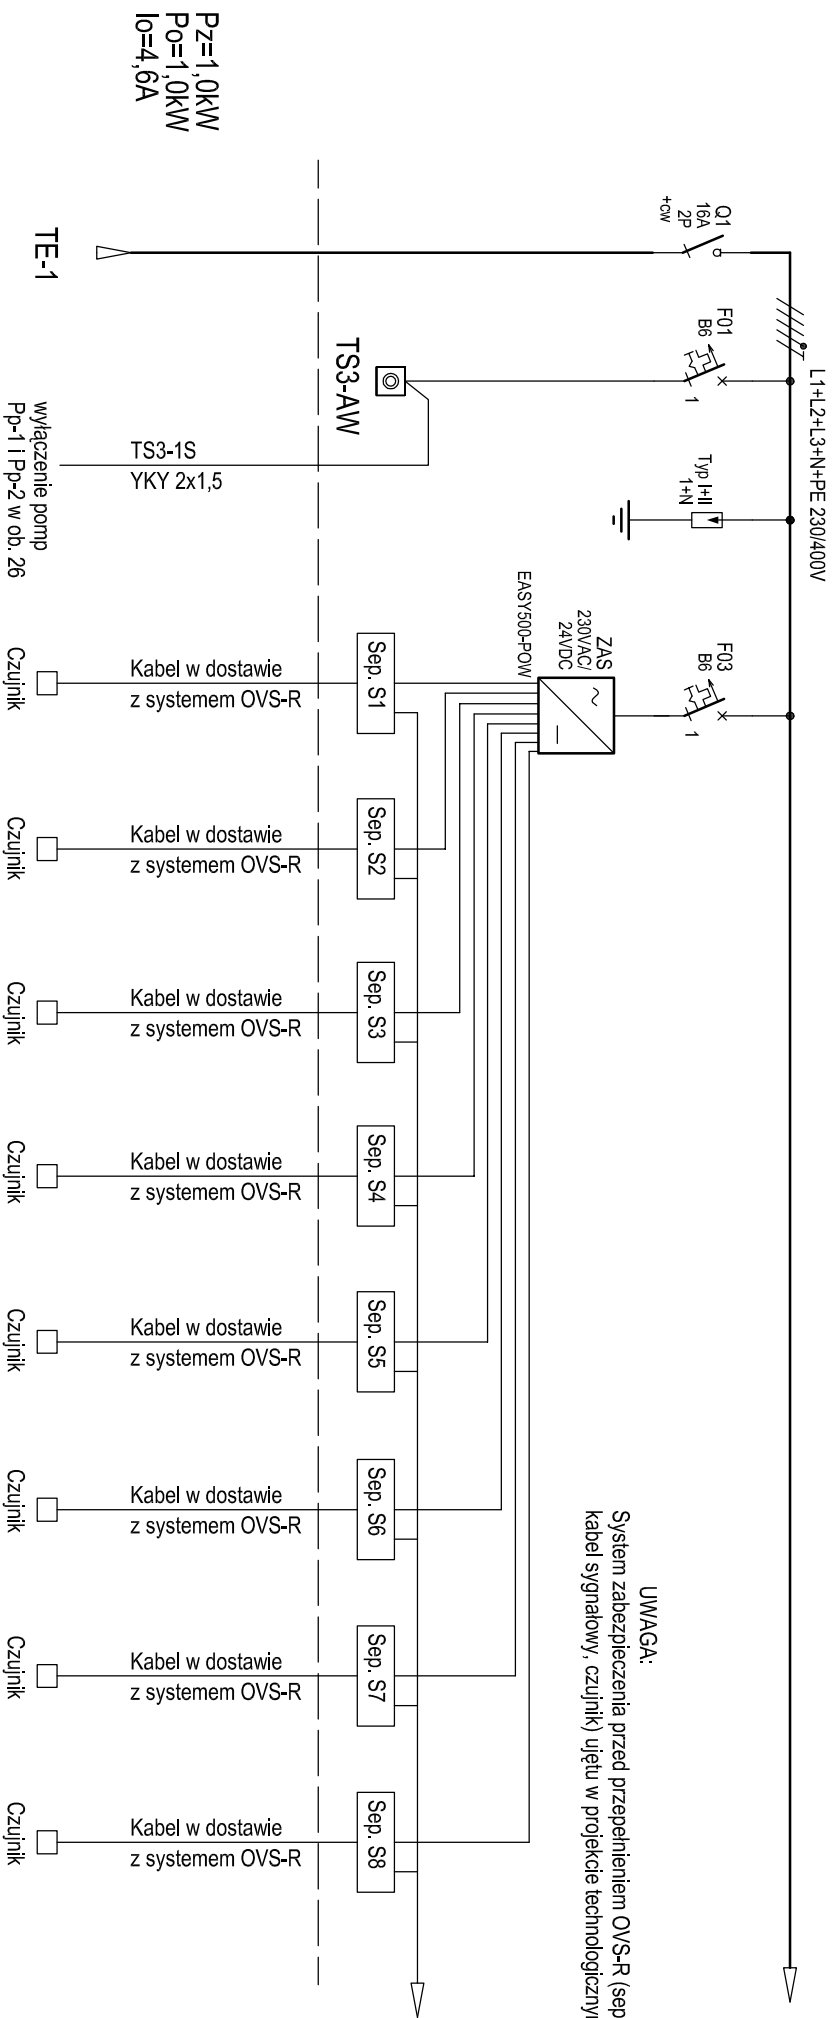 L1+L2+L3+N+PE 230/400V
Q1
16A
2P
+cw
F01
B6
1
Typ I+II
1+N
F03
B6
1
ZAS
230VAC/
24VDC
EASY500-POW
UWAGA:
System zabezpieczenia przed przepełnieniem OVS-R (sep
kabel sygnałowy, czujnik) ujętu w projekcie technologicznyı
TS3-AW
Sep. S1
Sep. S2
Sep. S3
Sep. S4
Sep. S5
Sep. S6
Sep. S7
Sep. S8
Pz=1,0kW
Po=1,0kW
Io=4,6A
TS3-1S
YKY 2x1,5
Kabel w dostawie
z systemem OVS-R
Kabel w dostawie
z systemem OVS-R
Kabel w dostawie
z systemem OVS-R
Kabel w dostawie
z systemem OVS-R
Kabel w dostawie
z systemem OVS-R
Kabel w dostawie
z systemem OVS-R
Kabel w dostawie
z systemem OVS-R
Kabel w dostawie
z systemem OVS-R
TE-1
wyłączenie pomp
Pp-1 i Pp-2 w ob. 26
Czujnik
Czujnik
Czujnik
Czujnik
Czujnik
Czujnik
Czujnik
Czujnik